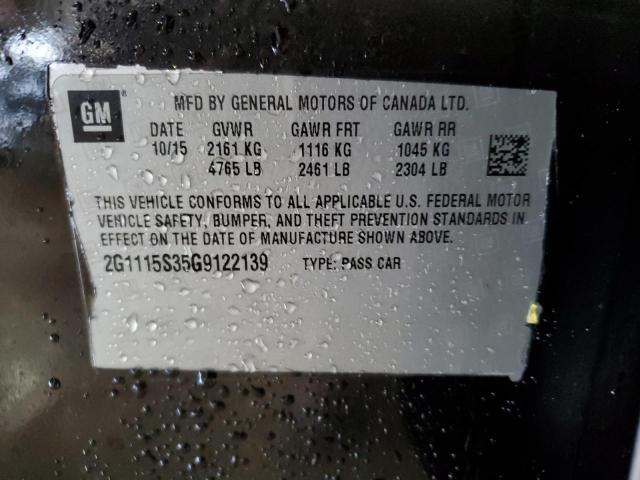 GM ®
MFD BY GENERAL MOTORS OF CANADA LTD.
DATE GVWR GAWR FRT GAWR RR
10/15 2161 KG 1116 KG 1045 KG
4765 LB 2461 LB 2304 LB
THIS VEHICLE CONFORMS TO ALL APPLICABLE U.S. FEDERAL MOTOR
VEHICLE SAFETY, BUMPER, AND THEFT PREVENTION STANDARDS IN
EFFECT ON THE DATE OF MANUFACTURE SHOWN ABOVE.
2G1115S35G9122139 TYPE: PASS CAR